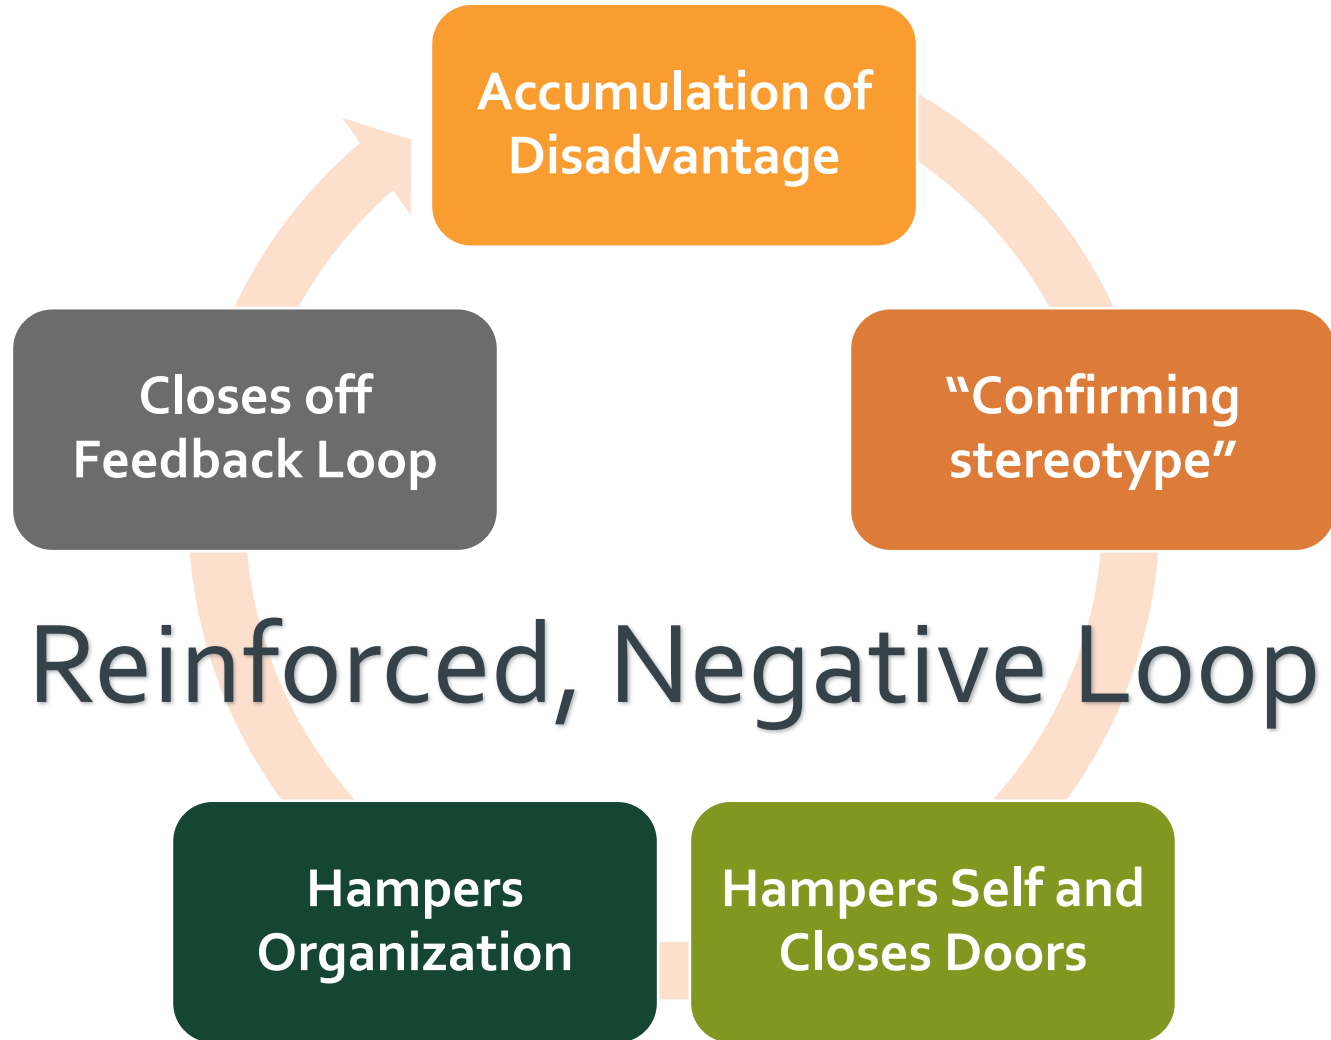 Accumulation of
Disadvantage
Closes off
Feedback Loop
“Confirming
stereotype”
Reinforced, Negative Loop
Hampers
Organization
Hampers Self and
Closes Doors